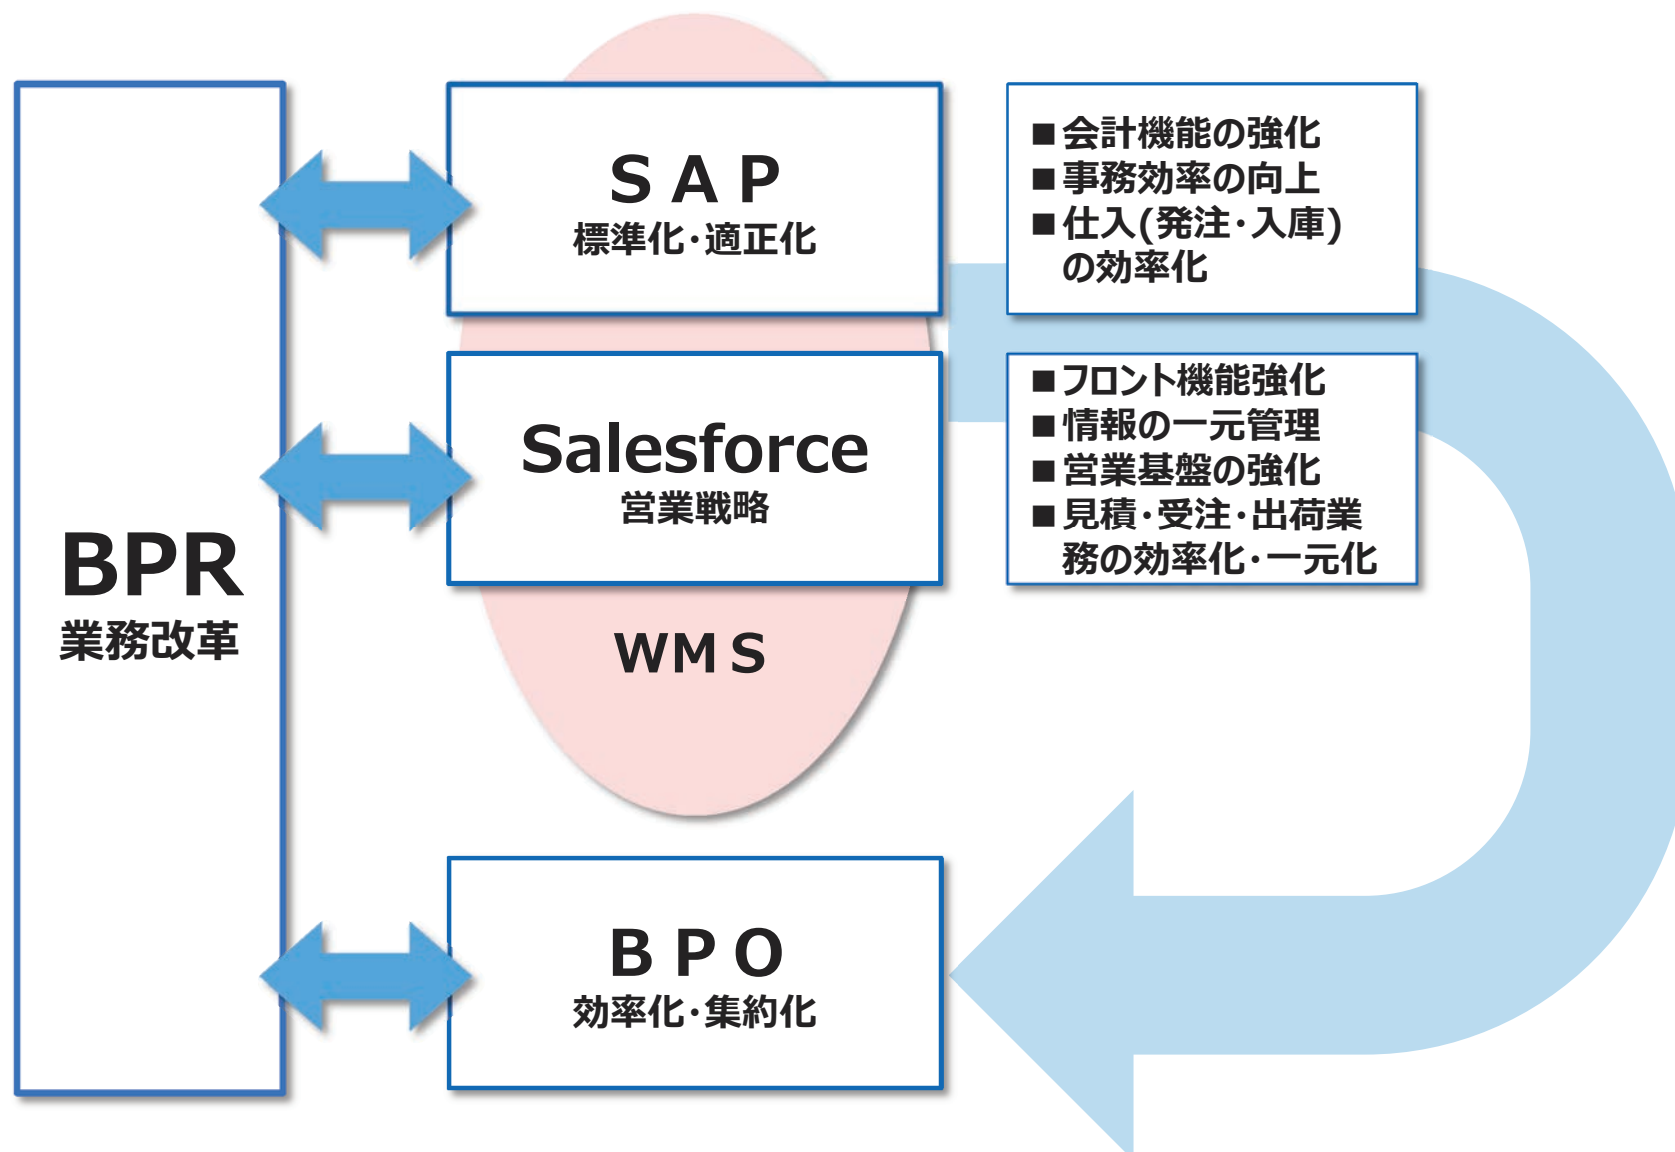 BPR
業務改革
SAP
標準化・適正化
■会計機能の強化
■事務効率の向上
■仕入(発注・入庫)
の効率化
Salesforce
営業戦略
■フロント機能強化
■情報の一元管理
■営業基盤の強化
■見積・受注・出荷業
務の効率化・一元化
WMS
BPO
効率化・集約化